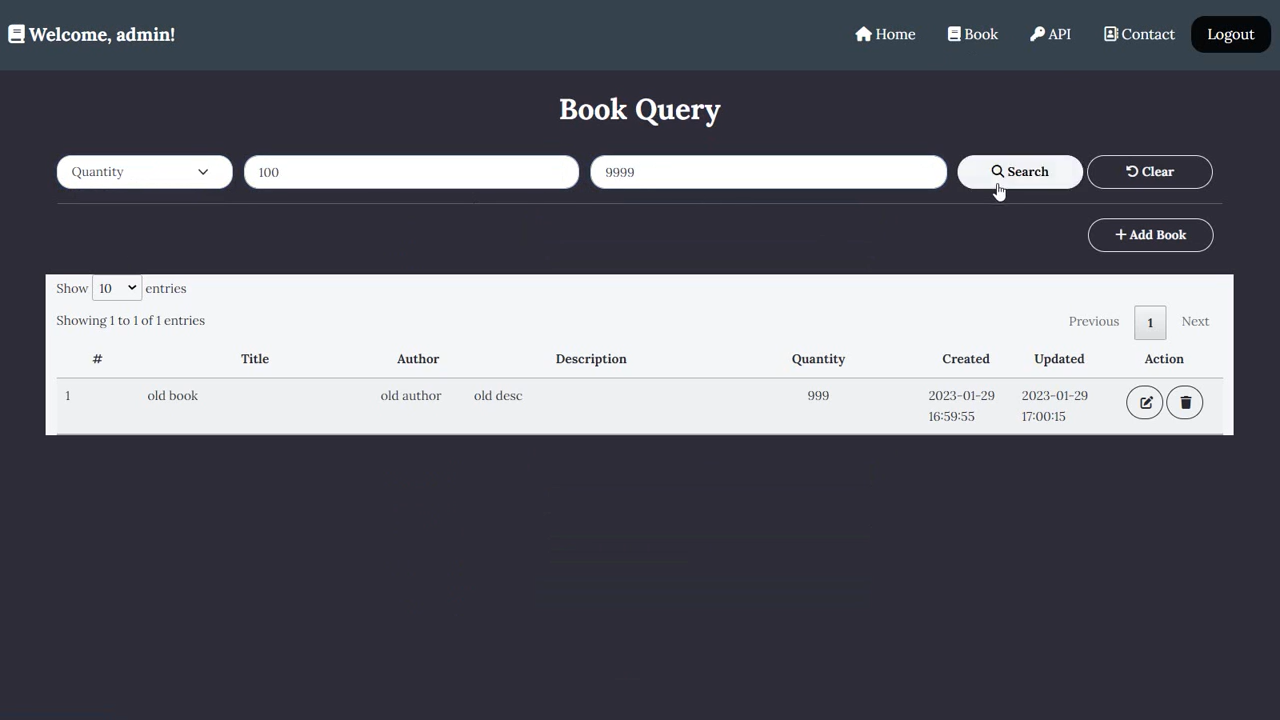 Welcome, admin! Home Book API Contact Logout
Book Query
Quantity 100 9999 Search Clear
Add Book
Show 10 entries
Showing 1 to 1 of 1 entries Previous 1 Next
# Title Author Description Quantity Created Updated Action
1 old book old author old desc 999 2023-01-29 2023-01-29
16:59:55 17:00:15